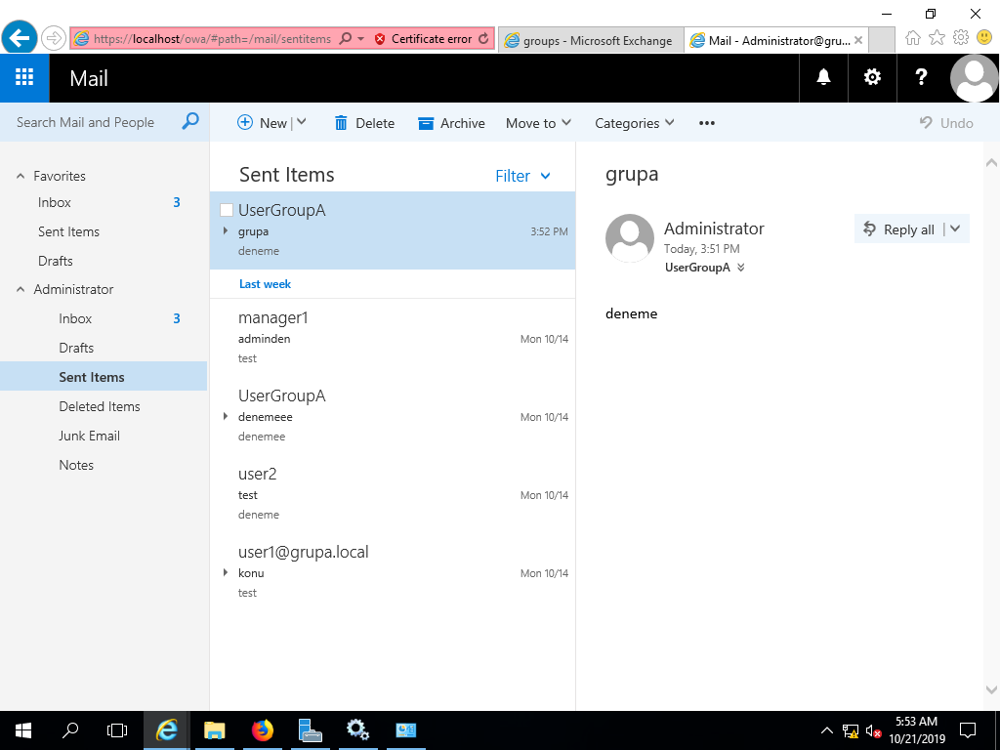 https://localhost/owa/#path=/mail/sentitems
Certificate error
groups - Microsoft Exchange
Mail - Administrator@gru...
Mail
?
Search Mail and People
New
Delete
Archive
Move to
Categories
Undo
Favorites
Inbox 3
Sent Items
Drafts
Administrator
Inbox 3
Drafts
Sent Items
Deleted Items
Junk Email
Notes
Sent Items
Filter
UserGroupA
grupa 3:52 PM
deneme
Last week
manager1
adminden Mon 10/14
test
UserGroupA
denemeee Mon 10/14
denemee
user2
test Mon 10/14
deneme
user1@grupa.local
konu Mon 10/14
test
grupa
Administrator
Today, 3:51 PM
UserGroupA
Reply all
deneme
5:53 AM
10/21/2019